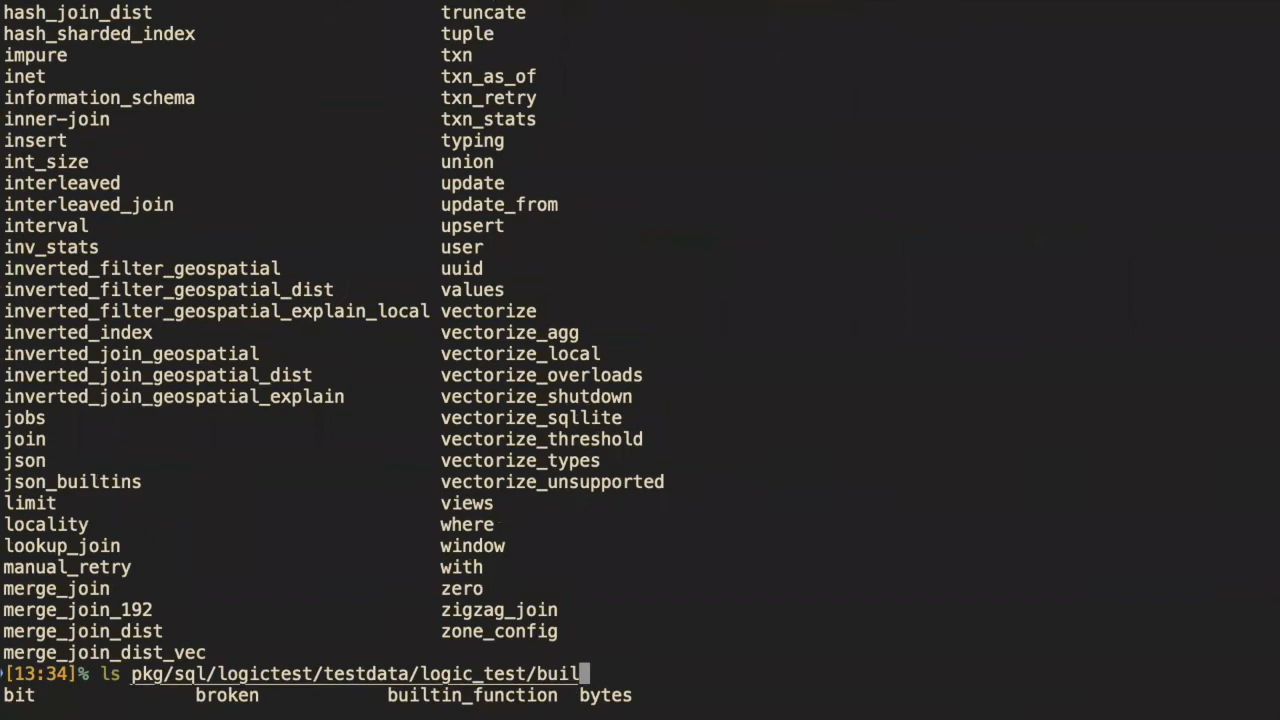 hash_join_dist truncate
hash_sharded_index tuple
impure txn
inet txn_as_of
information_schema txn_retry
inner-join txn_stats
insert typing
int_size union
interleaved update
interleaved_join update_from
interval upsert
inv_stats user
inverted_filter_geospatial uuid
inverted_filter_geospatial_dist values
inverted_filter_geospatial_explain_local vectorize
inverted_index vectorize_agg
inverted_join_geospatial vectorize_local
inverted_join_geospatial_dist vectorize_overloads
inverted_join_geospatial_explain vectorize_shutdown
jobs vectorize_sqllite
join vectorize_threshold
json vectorize_types
json_builtins vectorize_unsupported
limit views
locality where
lookup_join window
manual_retry with
merge_join zero
merge_join_192 zigzag_join
merge_join_dist zone_config
merge_join_dist_vec
[13:34]% ls pkg/sql/logictest/testdata/logic_test/buil
bit broken builtin_function bytes